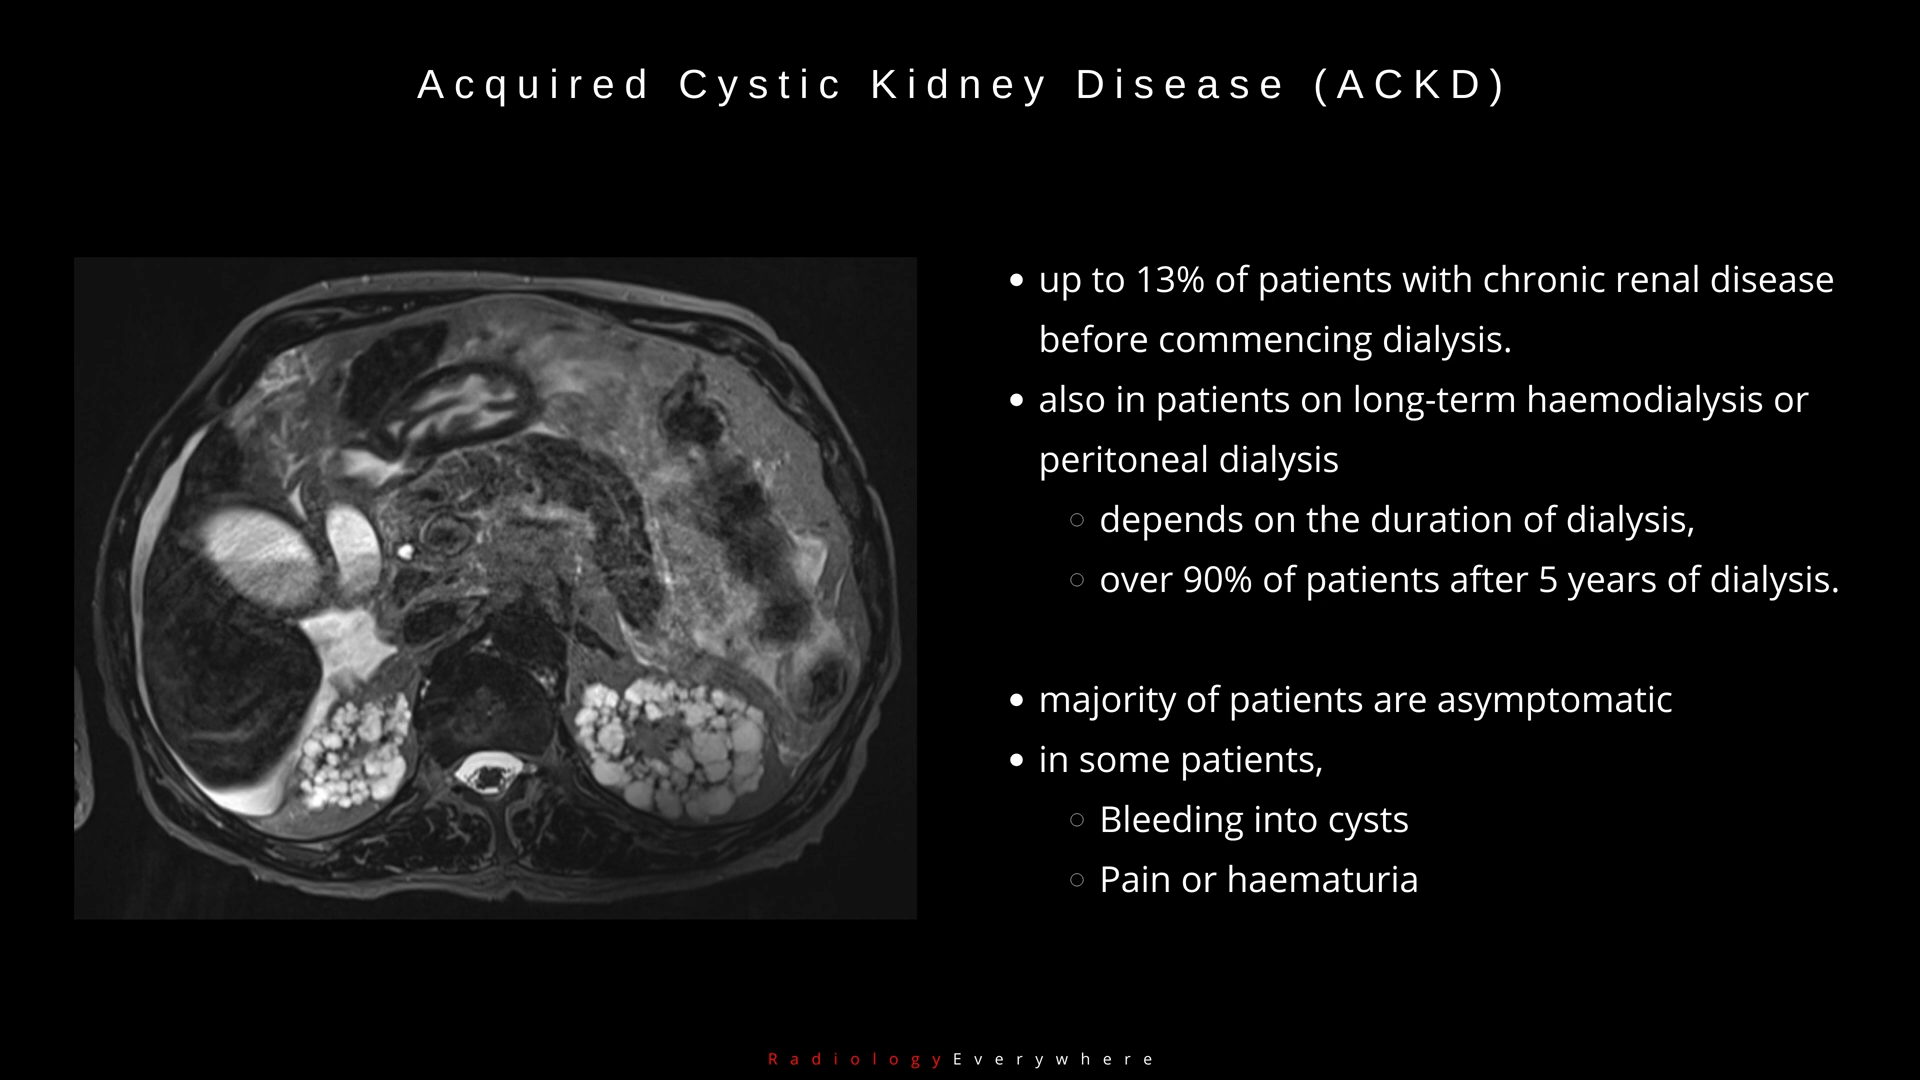 Acquired Cystic Kidney Disease (ACKD)
• up to 13% of patients with chronic renal disease
before commencing dialysis.
• also in patients on long-term haemodialysis or
peritoneal dialysis
○ depends on the duration of dialysis,
○ over 90% of patients after 5 years of dialysis.
• majority of patients are asymptomatic
• in some patients,
○ Bleeding into cysts
○ Pain or haematuria
RadiologyEverywhere